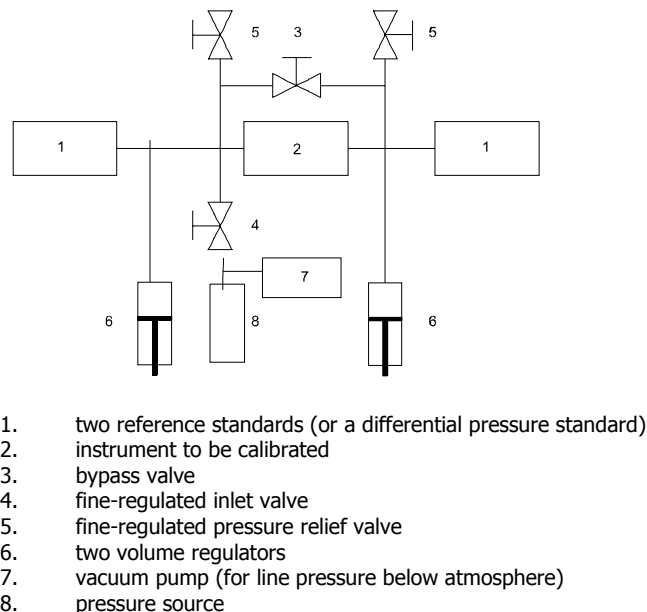 5 3 5
1 2 1
4
7
6 8 6
1. two reference standards (or a differential pressure standard)
2. instrument to be calibrated
3. bypass valve
4. fine-regulated inlet valve
5. fine-regulated pressure relief valve
6. two volume regulators
7. vacuum pump (for line pressure below atmosphere)
8. pressure source